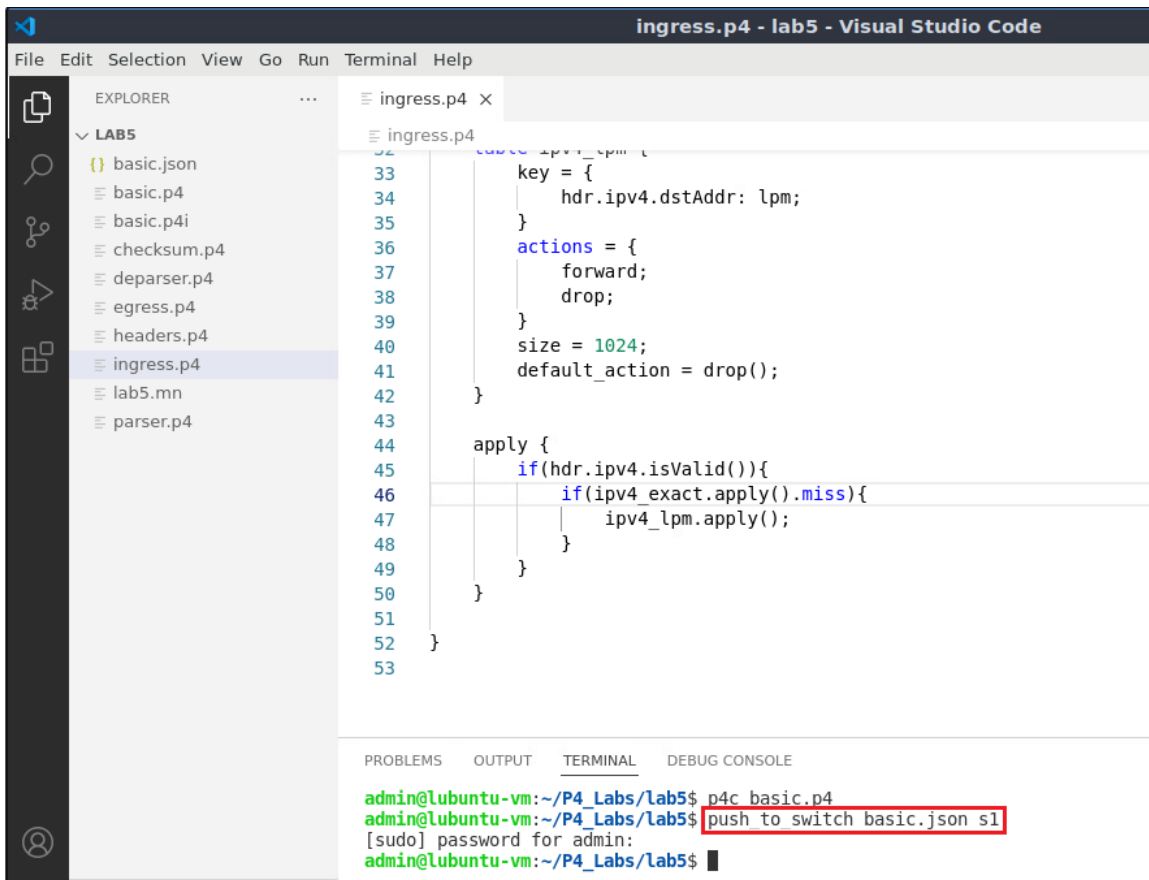 ingress.p4 - lab5 - Visual Studio Code
File Edit Selection View Go Run Terminal Help
EXPLORER ...
LAB5
{} basic.json
basic.p4
basic.p4i
checksum.p4
deparser.p4
egress.p4
headers.p4
ingress.p4
lab5.mn
parser.p4
ingress.p4 ×
ingress.p4
32 table ipv4_lpm {
33 key = {
34 hdr.ipv4.dstAddr: lpm;
35 }
36 actions = {
37 forward;
38 drop;
39 }
40 size = 1024;
41 default_action = drop();
42 }
43
44 apply {
45 if(hdr.ipv4.isValid()){
46 if(ipv4_exact.apply().miss){
47 ipv4_lpm.apply();
48 }
49 }
50 }
51
52 }
53
PROBLEMS OUTPUT TERMINAL DEBUG CONSOLE
admin@lubuntu-vm:~/P4_Labs/lab5$ p4c basic.p4
admin@lubuntu-vm:~/P4_Labs/lab5$ push_to_switch basic.json s1
[sudo] password for admin:
admin@lubuntu-vm:~/P4_Labs/lab5$